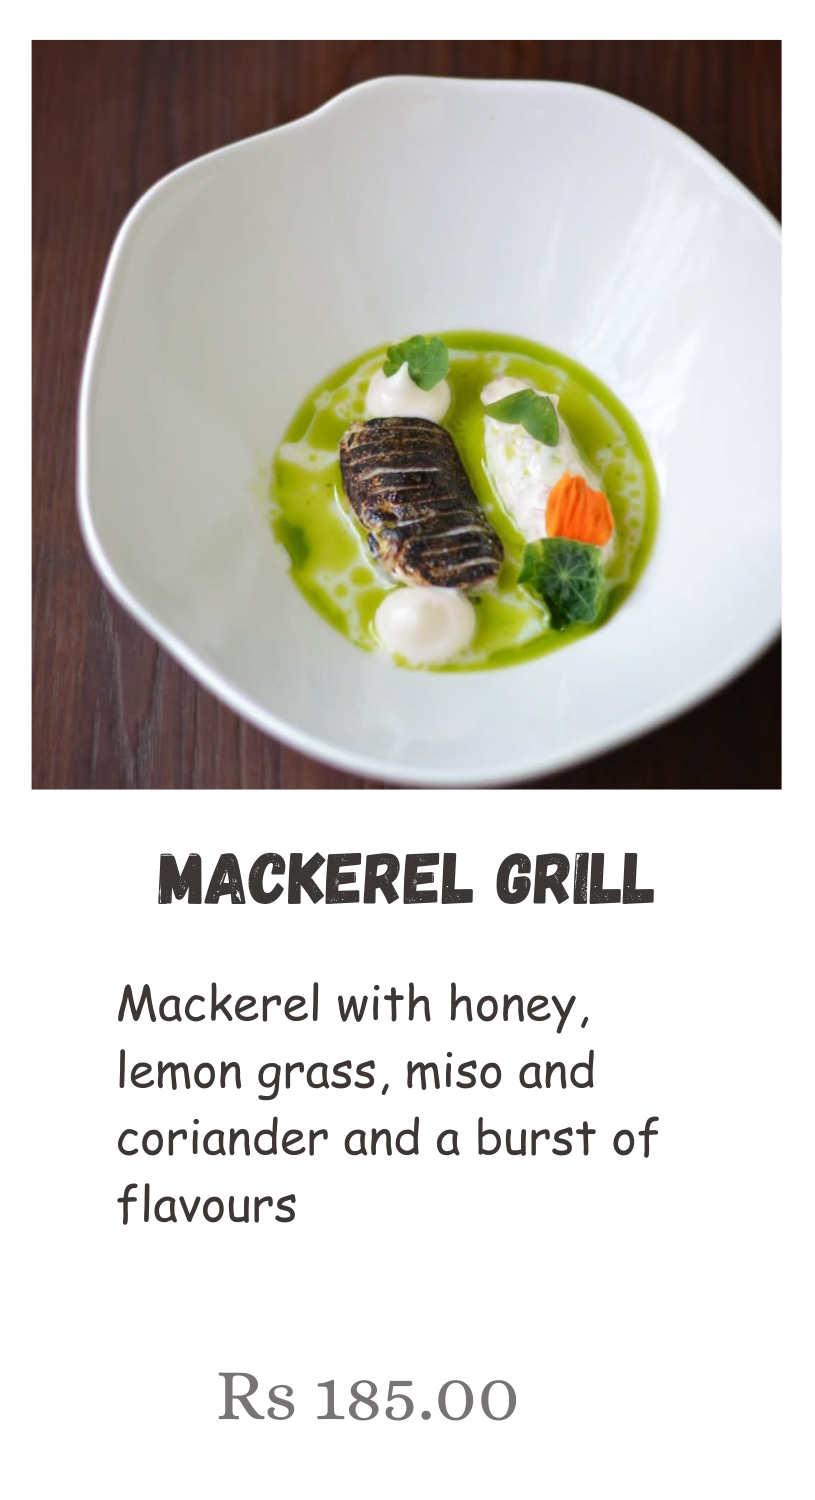 MACKEREL GRILL
Mackerel with honey,
lemon grass, miso and
coriander and a burst of
flavours
Rs 185.00